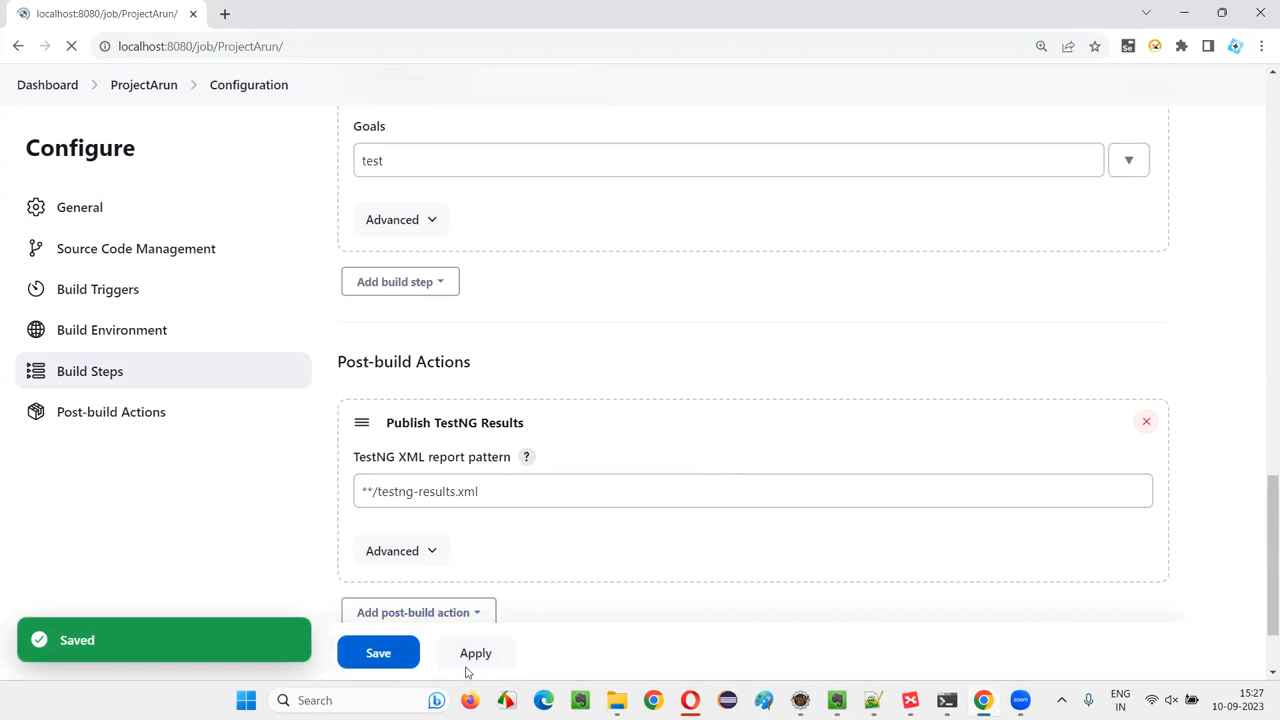 localhost:8080/job/ProjectArun/
localhost:8080/job/ProjectArun/
Dashboard
ProjectArun
Configuration
Configure
General
Source Code Management
Build Triggers
Build Environment
Build Steps
Post-build Actions
Goals
test
Advanced
Add build step
Post-build Actions
Publish TestNG Results
TestNG XML report pattern ?
**/testng-results.xml
Advanced
Add post-build action
Saved
Save
Apply
Search
ENG
IN
15:27
10-09-2023
zoom